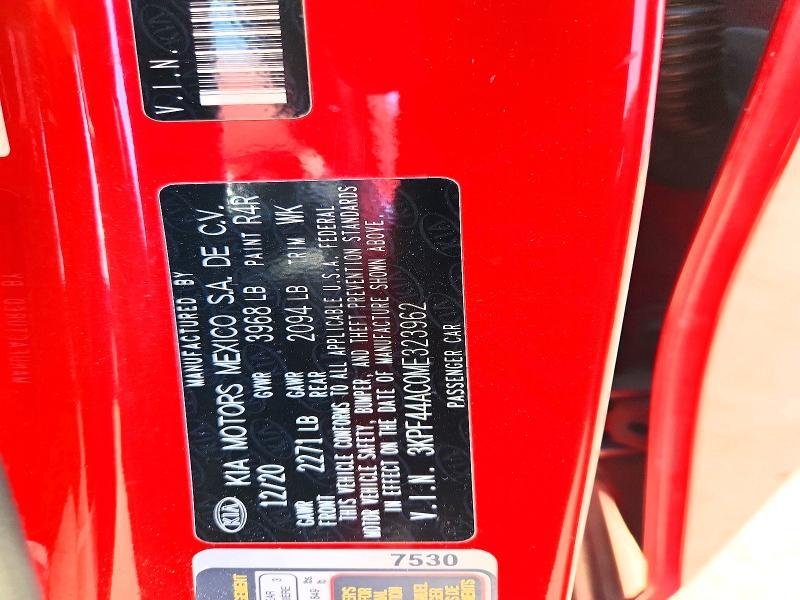 V.I.N.
MANUFACTURED BY
KIA KIA MOTORS MEXICO S.A. DE C.V.
12/20 GVWR 3968 LB PAINT R4R
GAWR FRONT 2271 LB GAWR REAR 2094 LB TRIM WK
THIS VEHICLE CONFORMS TO ALL APPLICABLE U.S.A. FEDERAL
MOTOR VEHICLE SAFETY, BUMPER, AND THEFT PREVENTION STANDARDS
IN EFFECT ON THE DATE OF MANUFACTURE SHOWN ABOVE.
V.I.N. 3KPF44AC0ME323962
PASSENGER CAR
7530